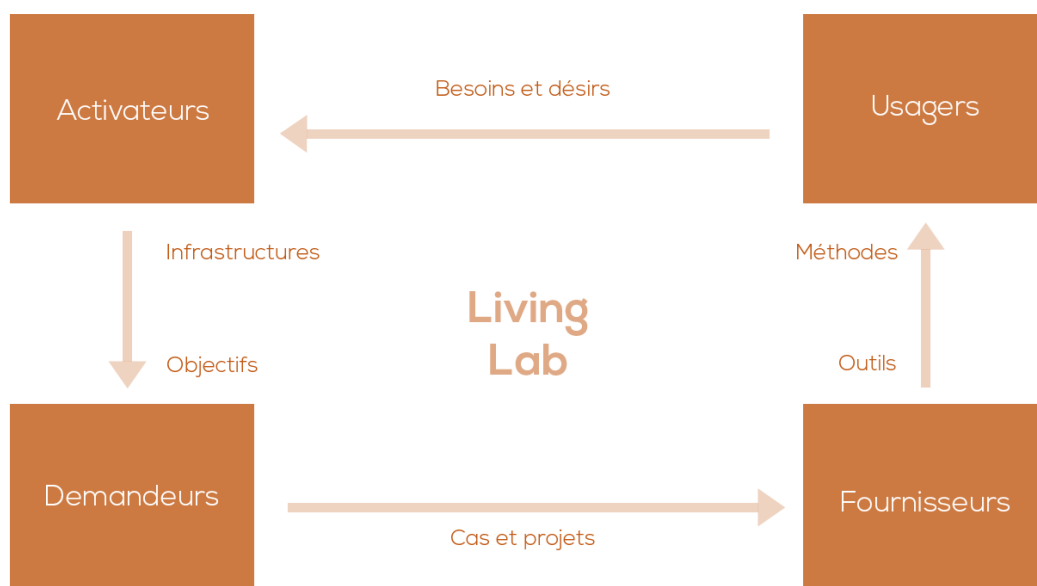 Activateurs
Besoins et désirs
Usagers
Infrastructures
Méthodes
Living
Lab
Objectifs
Outils
Demandeurs
Fournisseurs
Cas et projets